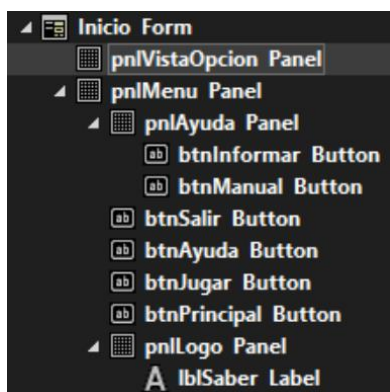 Inicio Form
pnlVistaOpcion Panel
pnlMenu Panel
pnlAyuda Panel
btnInformar Button
btnManual Button
btnSalir Button
btnAyuda Button
btnJugar Button
btnPrincipal Button
pnlLogo Panel
lblSaber Label